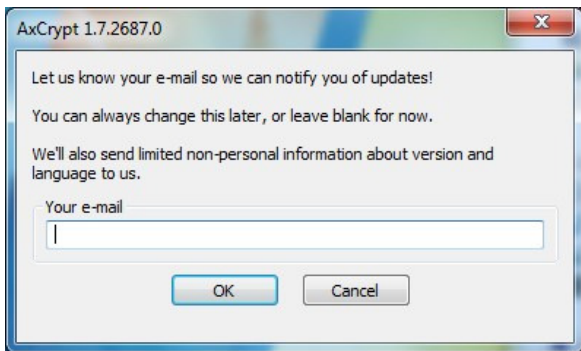 AxCrypt 1.7.2687.0
Let us know your e-mail so we can notify you of updates!
You can always change this later, or leave blank for now.
We'll also send limited non-personal information about version and
language to us.
Your e-mail
OK
Cancel